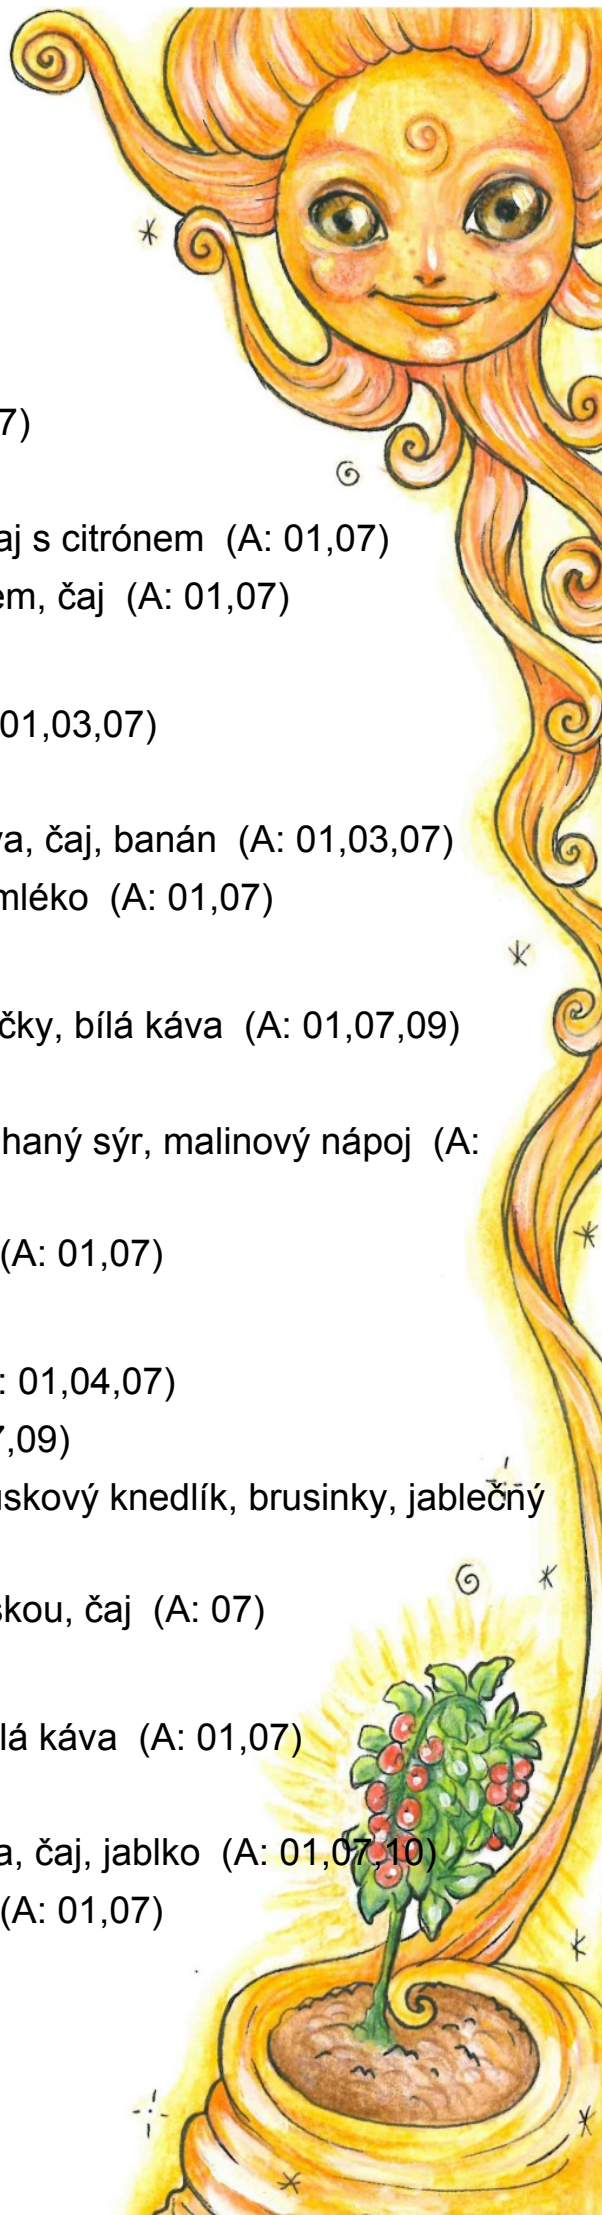 7)
aj s citrónem (A: 01,07)
em, čaj (A: 01,07)
01,03,07)
va, čaj, banán (A: 01,03,07)
mléko (A: 01,07)
čky, bílá káva (A: 01,07,09)
haný sýr, malinový nápoj (A:
(A: 01,07)
: 01,04,07)
7,09)
uskový knedlík, brusinky, jablečný
skou, čaj (A: 07)
lá káva (A: 01,07)
a, čaj, jablko (A: 01,07,10)
(A: 01,07)